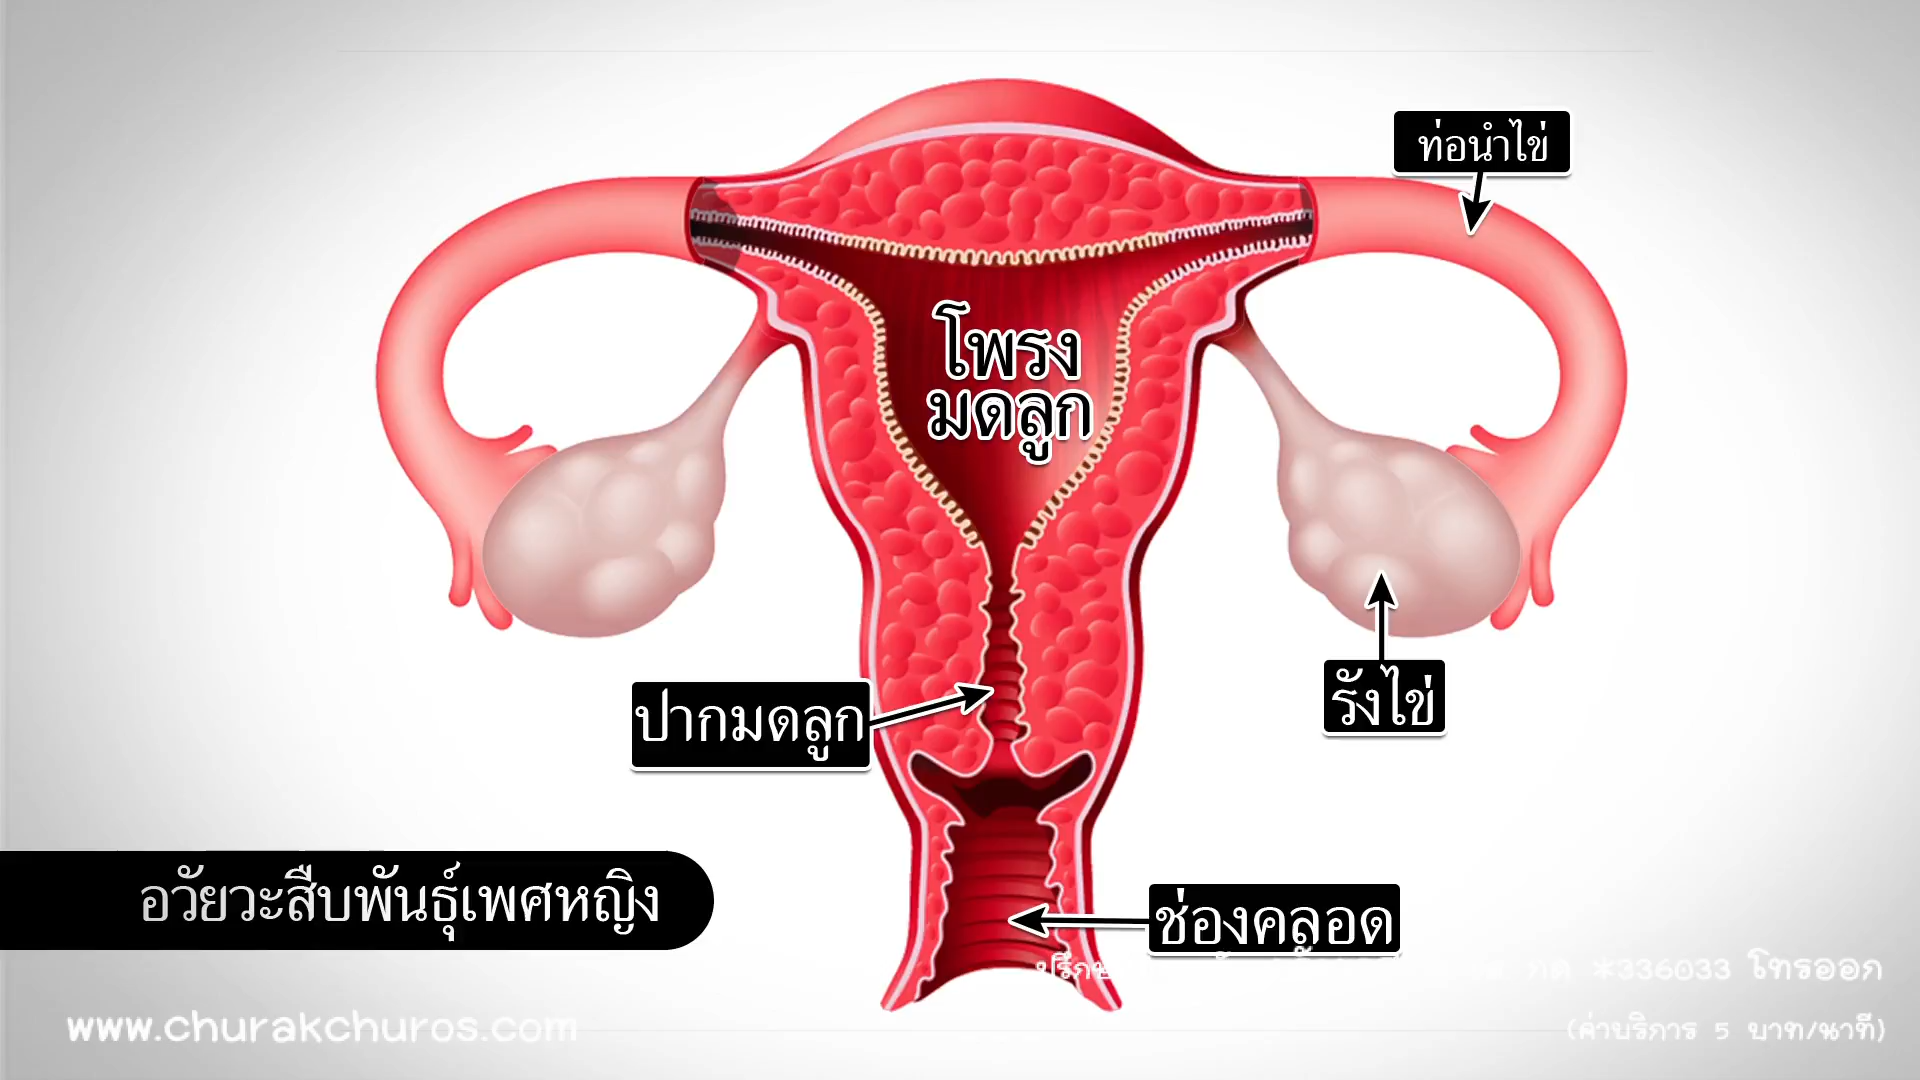 ท่อนำไข่
โพรง
มดลูก
ปากมดลูก
รังไข่
อวัยวะสืบพันธุ์เพศหญิง
ช่องคลอด
กด *336033 โทรออก
www.churakchuros.com
(ค่าบริการ 5 บาท/นาที)